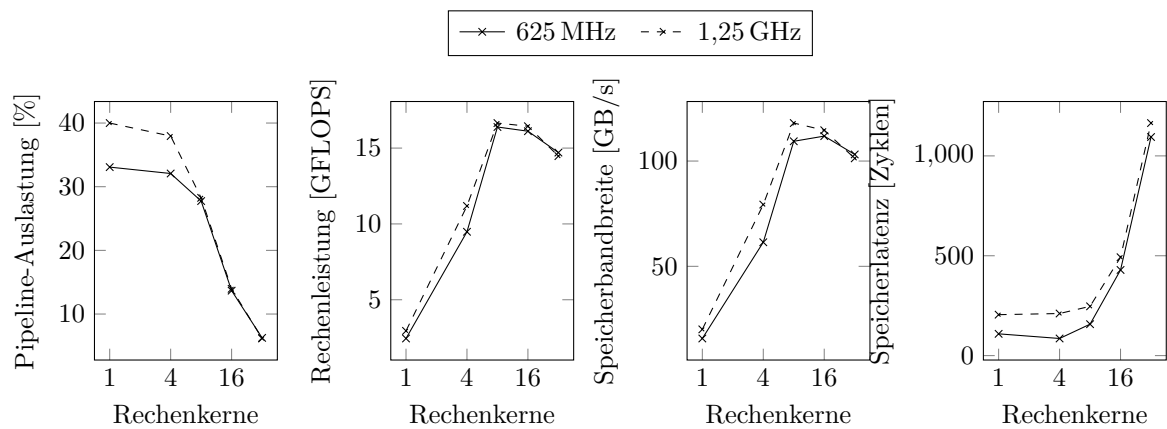 625 MHz 1,25 GHz
Pipeline-Auslastung [%]
40
30
20
10
1 4 16
Rechenkerne
Rechenleistung [GFLOPS]
15
10
5
1 4 16
Rechenkerne
Speicherbandbreite [GB/s]
100
50
1 4 16
Rechenkerne
Speicherlatenz [Zyklen]
1,000
500
0
1 4 16
Rechenkerne